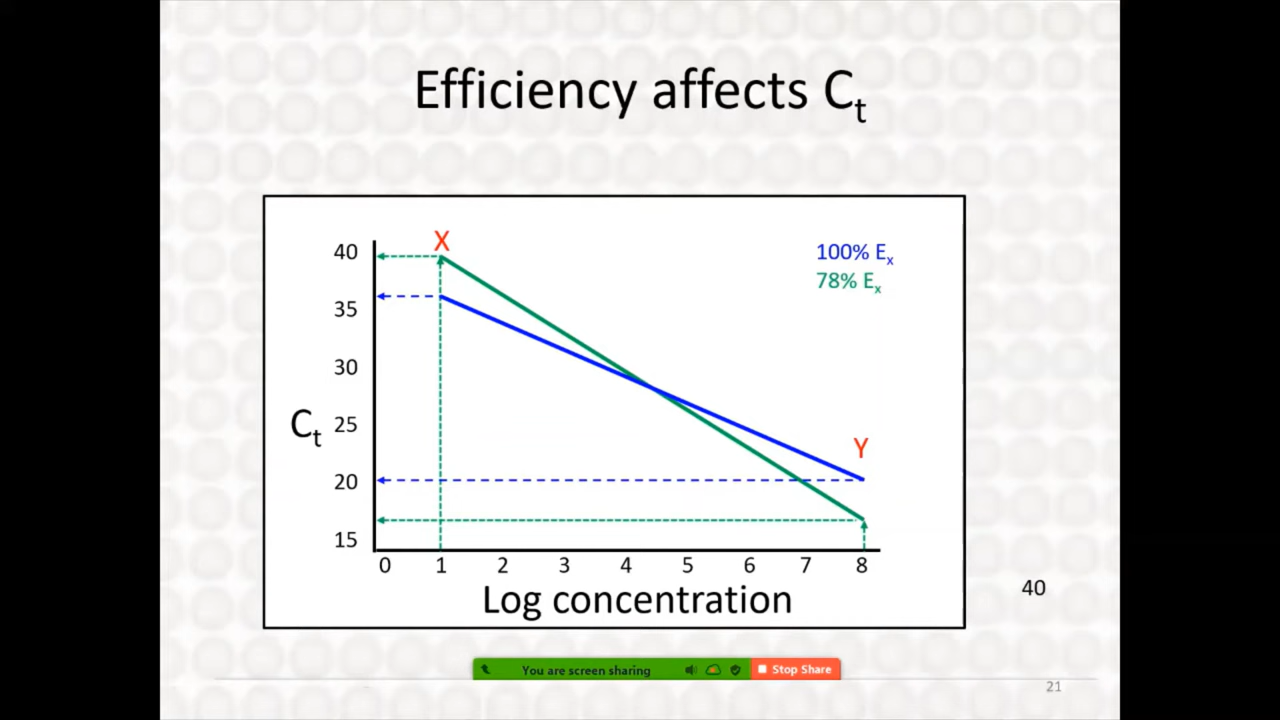 Efficiency affects Ct
X
100% Ex
78% Ex
40
35
30
25
20
15
Ct
Y
0 1 2 3 4 5 6 7 8
Log concentration
40
You are screen sharing
Stop Share
21